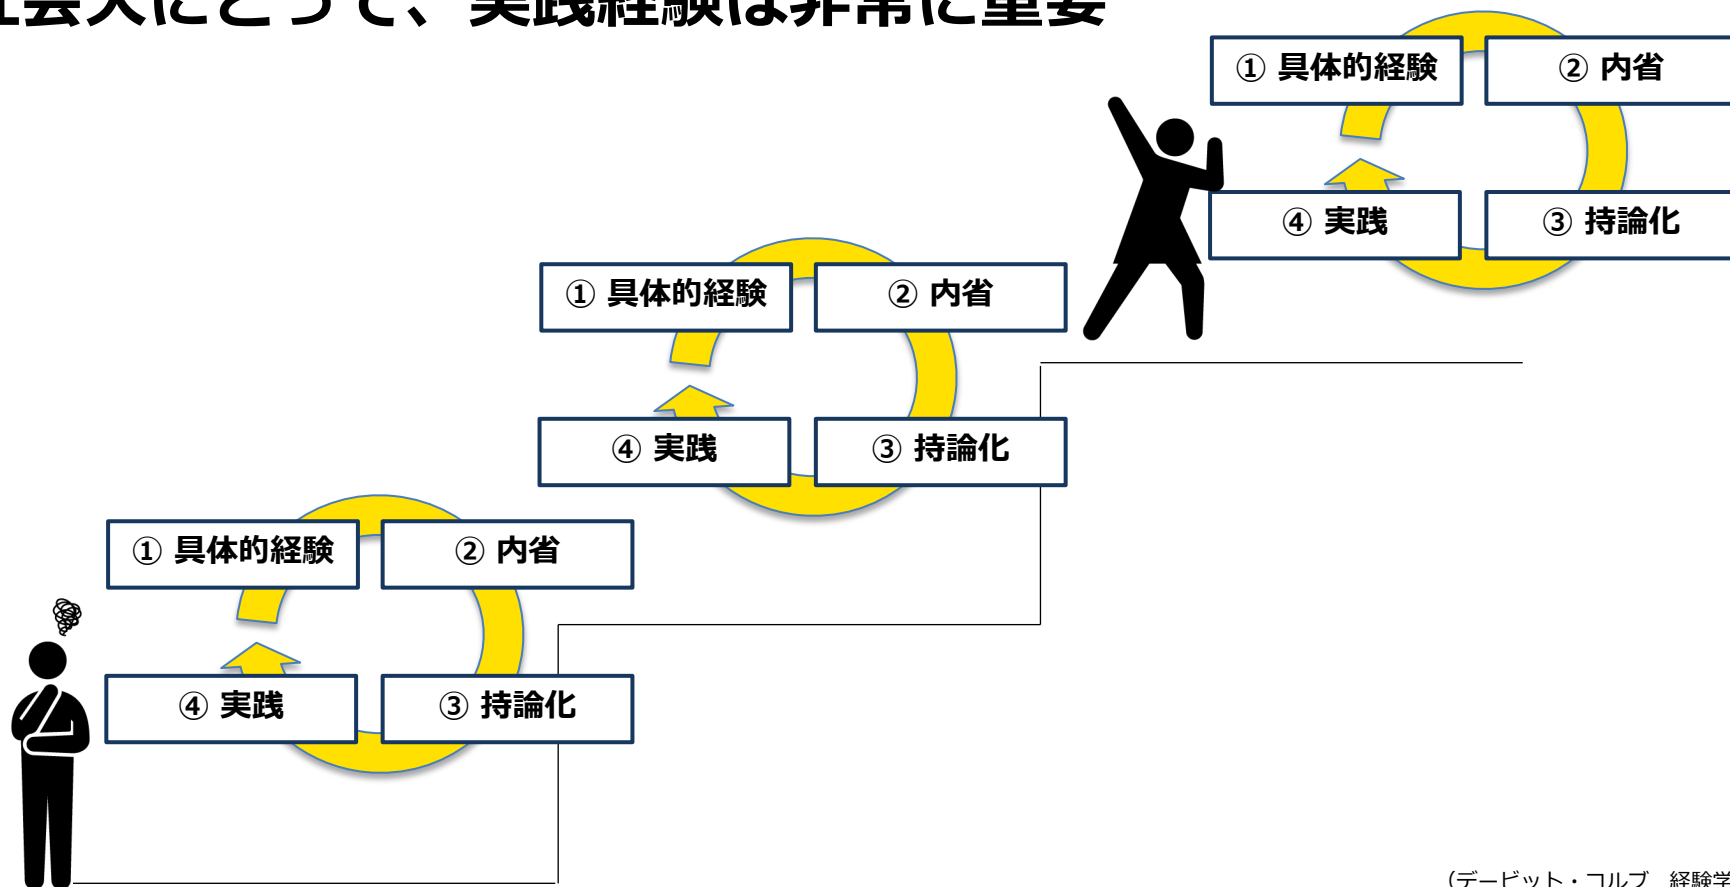 会人にとって、実践経験は非常に重要
① 具体的経験
② 内省
④ 実践
③ 持論化
① 具体的経験
② 内省
④ 実践
③ 持論化
① 具体的経験
② 内省
④ 実践
③ 持論化
（デービット・コルブ 経験学